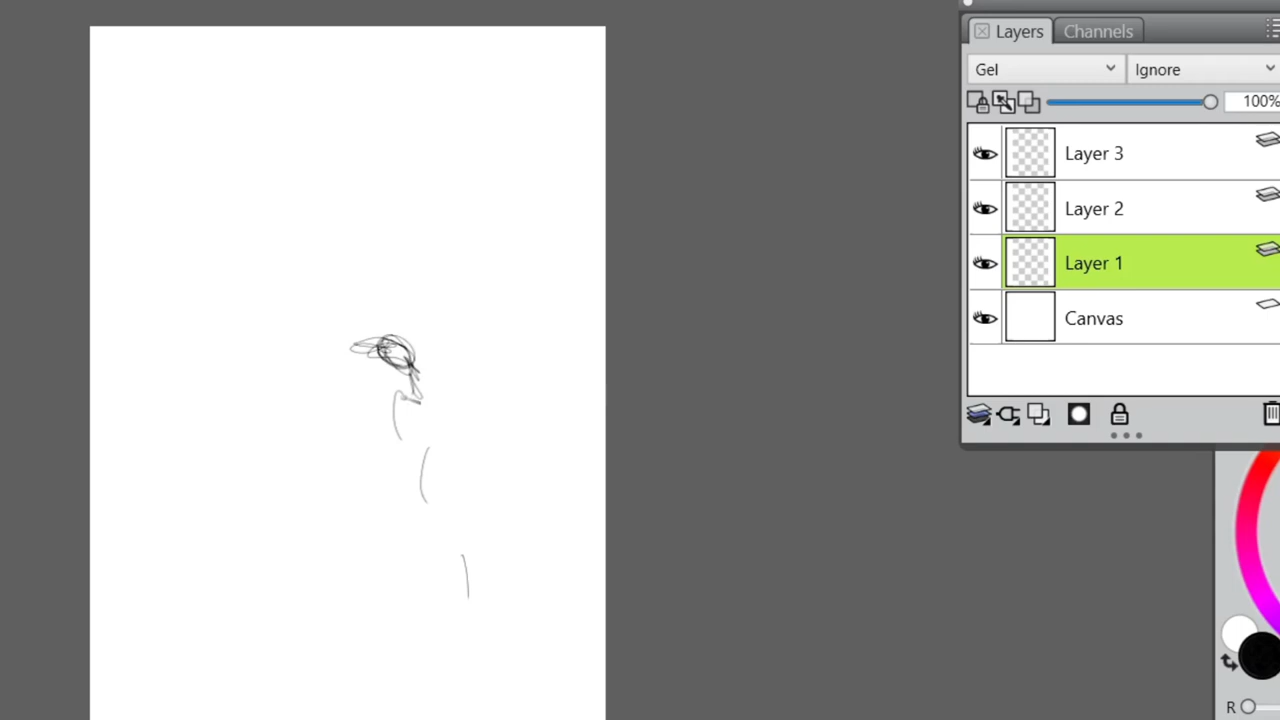 Layers Channels
Gel Ignore
100%
Layer 3
Layer 2
Layer 1
Canvas
R